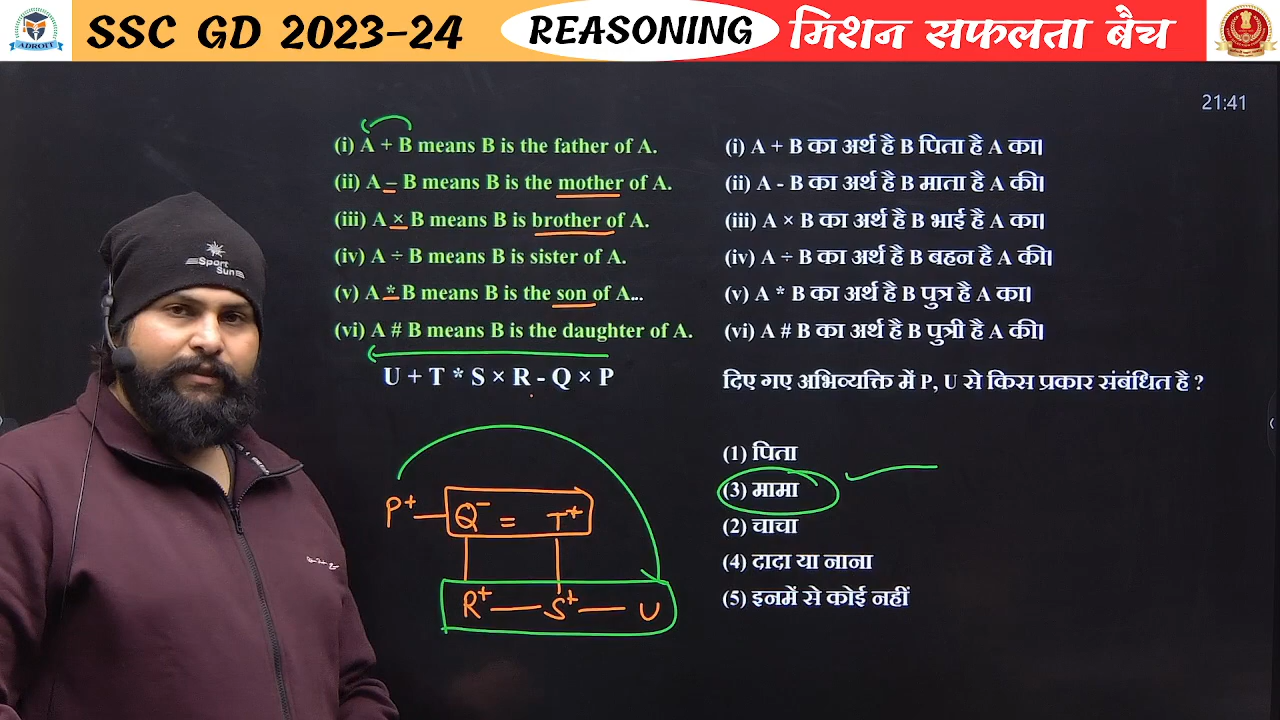 ADROIT
SSC GD 2023-24
REASONING
मिशन सफलता बैच
21:41
(i) A + B means B is the father of A.
(ii) A – B means B is the mother of A.
(iii) A × B means B is brother of A.
(iv) A ÷ B means B is sister of A.
(v) A * B means B is the son of A...
(vi) A # B means B is the daughter of A.
U + T * S × R - Q × P
(i) A + B का अर्थ है B पिता है A का|
(ii) A - B का अर्थ है B माता है A की|
(iii) A × B का अर्थ है B भाई है A का|
(iv) A ÷ B का अर्थ है B बहन है A की|
(v) A * B का अर्थ है B पुत्र है A का|
(vi) A # B का अर्थ है B पुत्री है A की|
दिए गए अभिव्यक्ति में P, U से किस प्रकार संबंधित है ?
(1) पिता
(3) मामा
(2) चाचा
(4) दादा या नाना
(5) इनमें से कोई नहीं
P⁺ — Q⁻ = T⁺
R⁺ — S⁺ — U
Sport
Sun